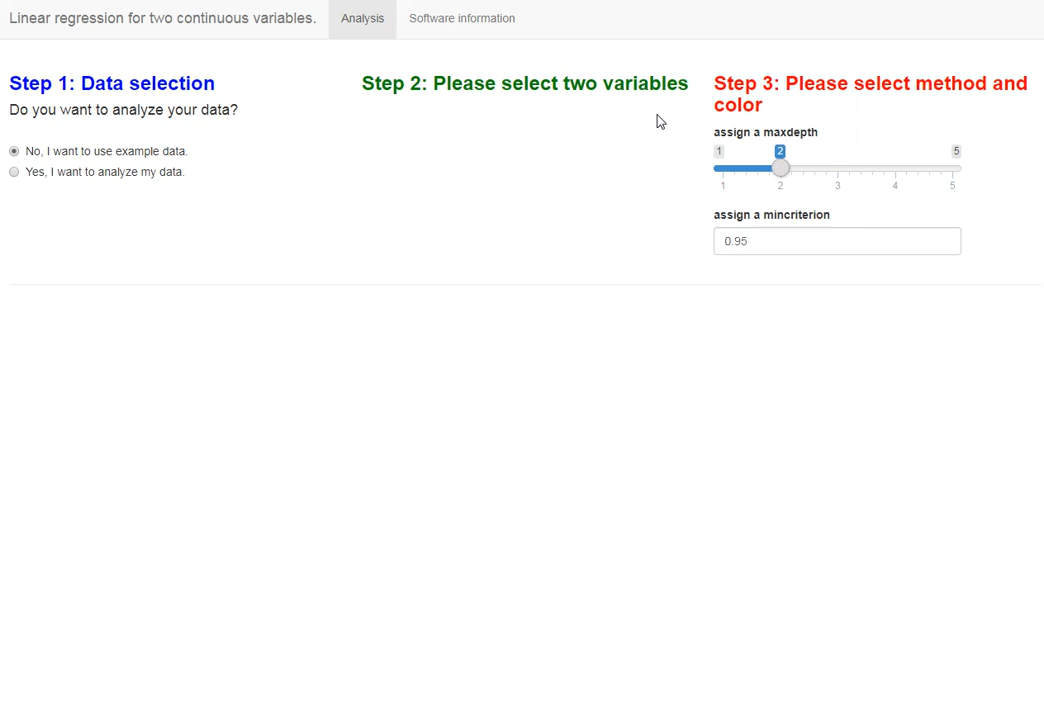 Linear regression for two continuous variables. Analysis Software information
Step 1: Data selection
Do you want to analyze your data?
No, I want to use example data.
Yes, I want to analyze my data.
Step 2: Please select two variables
Step 3: Please select method and
color
assign a maxdepth
1 2 5
1 2 3 4 5
assign a mincriterion
0.95